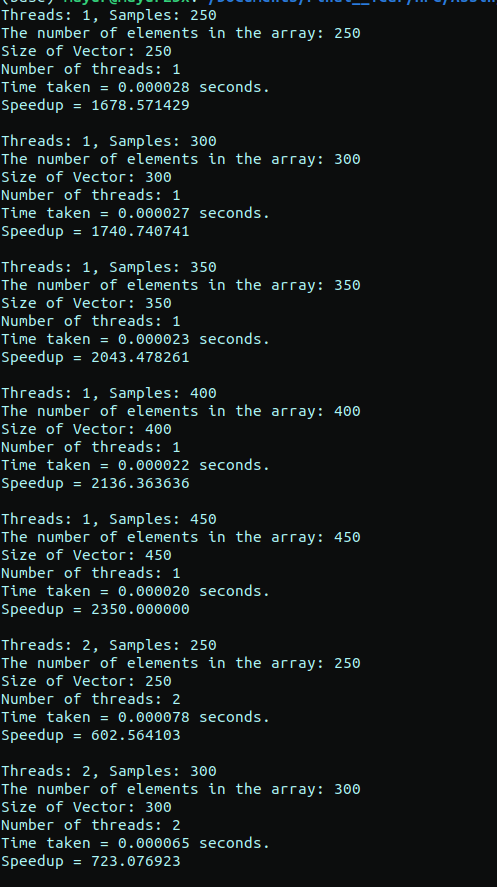 Threads: 1, Samples: 250
The number of elements in the array: 250
Size of Vector: 250
Number of threads: 1
Time taken = 0.000028 seconds.
Speedup = 1678.571429
Threads: 1, Samples: 300
The number of elements in the array: 300
Size of Vector: 300
Number of threads: 1
Time taken = 0.000027 seconds.
Speedup = 1740.740741
Threads: 1, Samples: 350
The number of elements in the array: 350
Size of Vector: 350
Number of threads: 1
Time taken = 0.000023 seconds.
Speedup = 2043.478261
Threads: 1, Samples: 400
The number of elements in the array: 400
Size of Vector: 400
Number of threads: 1
Time taken = 0.000022 seconds.
Speedup = 2136.363636
Threads: 1, Samples: 450
The number of elements in the array: 450
Size of Vector: 450
Number of threads: 1
Time taken = 0.000020 seconds.
Speedup = 2350.000000
Threads: 2, Samples: 250
The number of elements in the array: 250
Size of Vector: 250
Number of threads: 2
Time taken = 0.000078 seconds.
Speedup = 602.564103
Threads: 2, Samples: 300
The number of elements in the array: 300
Size of Vector: 300
Number of threads: 2
Time taken = 0.000065 seconds.
Speedup = 723.076923